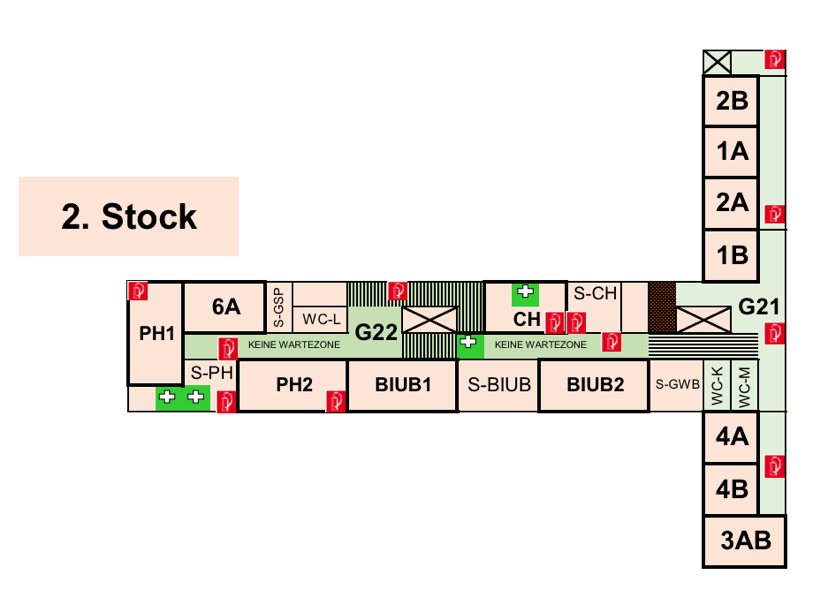 2B
1A
2. Stock
2A
1B
6A
S-GSP
WC-L
G22
CH
S-CH
G21
PH1
KEINE WARTEZONE
KEINE WARTEZONE
S-PH
PH2
BIUB1
S-BIUB
BIUB2
S-GWB
WC-K
WC-M
4A
4B
3AB